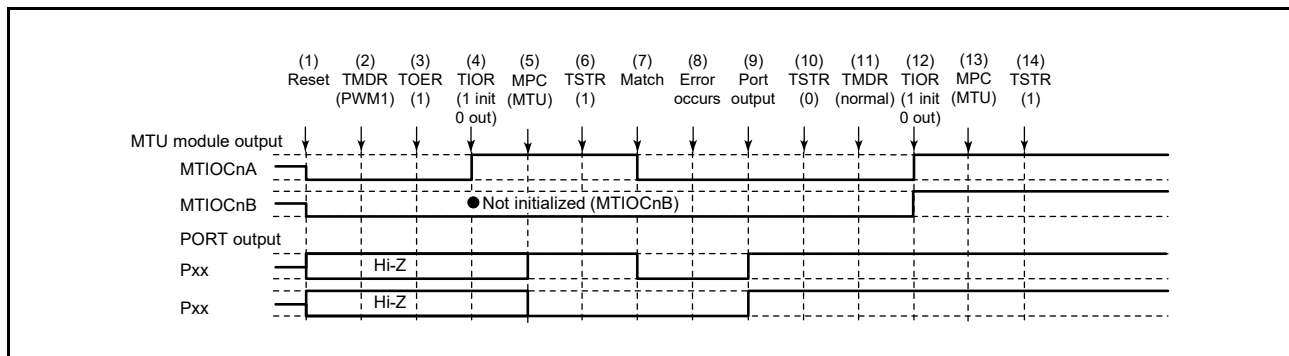 (1) (2) (3) (4) (5) (6) (7) (8) (9) (10) (11) (12) (13) (14)
Reset TMDR TOER TIOR MPC TSTR Match Error Port TSTR TMDR TIOR MPC TSTR
(PWM1) (1) (1 init (MTU) (1) occurs output (0) (normal) (1 init (MTU) (1)
0 out) 0 out)
MTU module output
MTIOCnA
MTIOCnB ●Not initialized (MTIOCnB)
PORT output
Pxx Hi-Z
Pxx Hi-Z